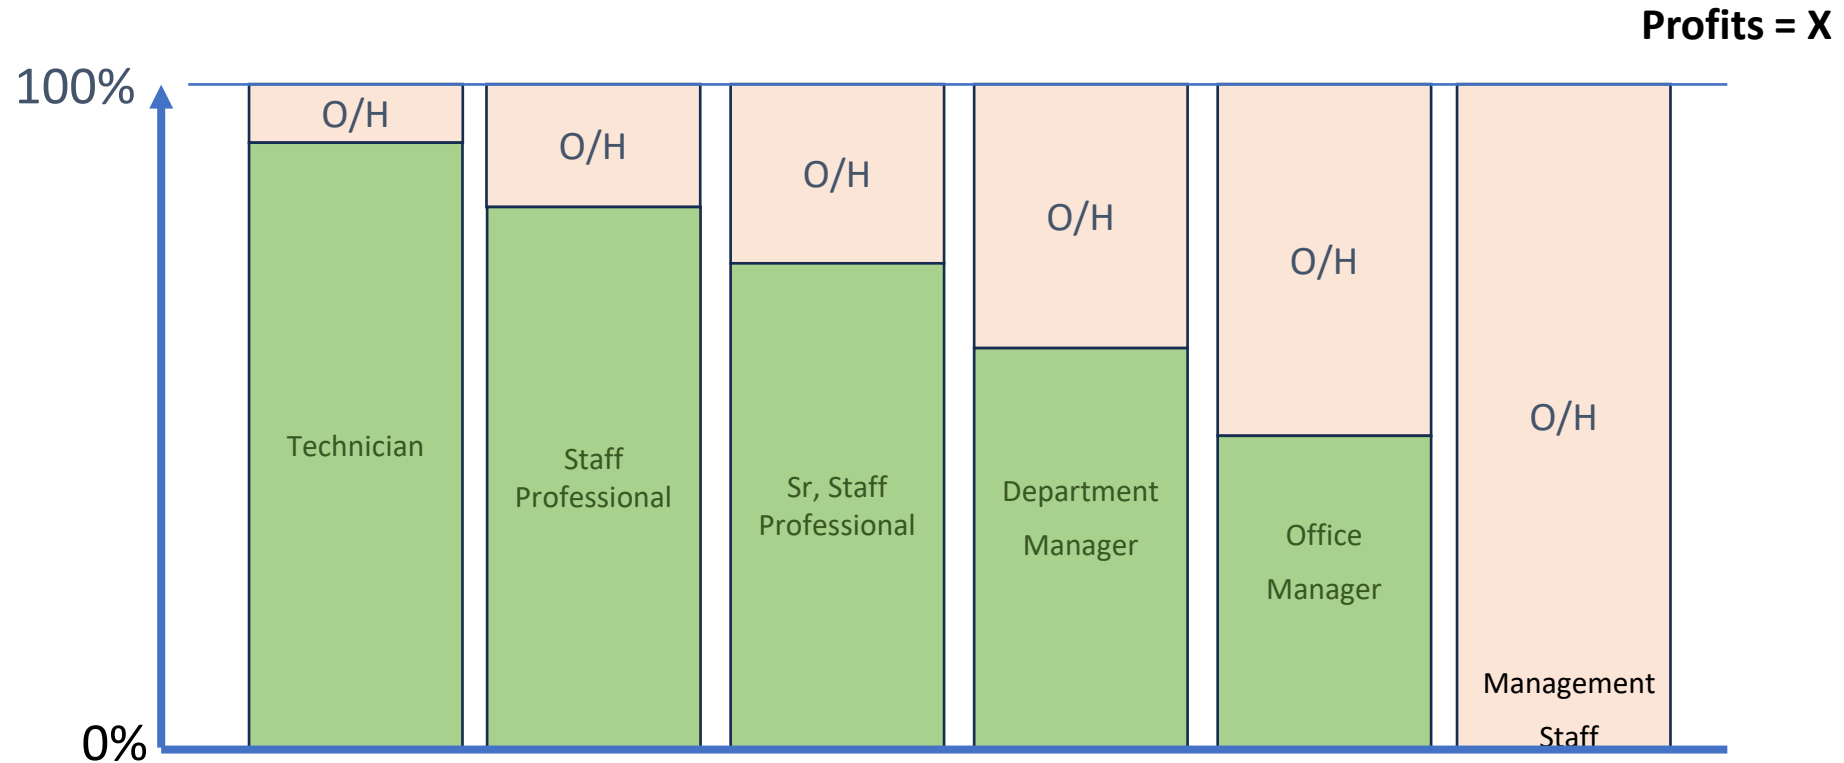 Profits = X
100%
O/H
O/H
O/H
O/H
O/H
O/H
Technician
Staff
Professional
Sr, Staff
Professional
Department
Manager
Office
Manager
Management
Staff
0%